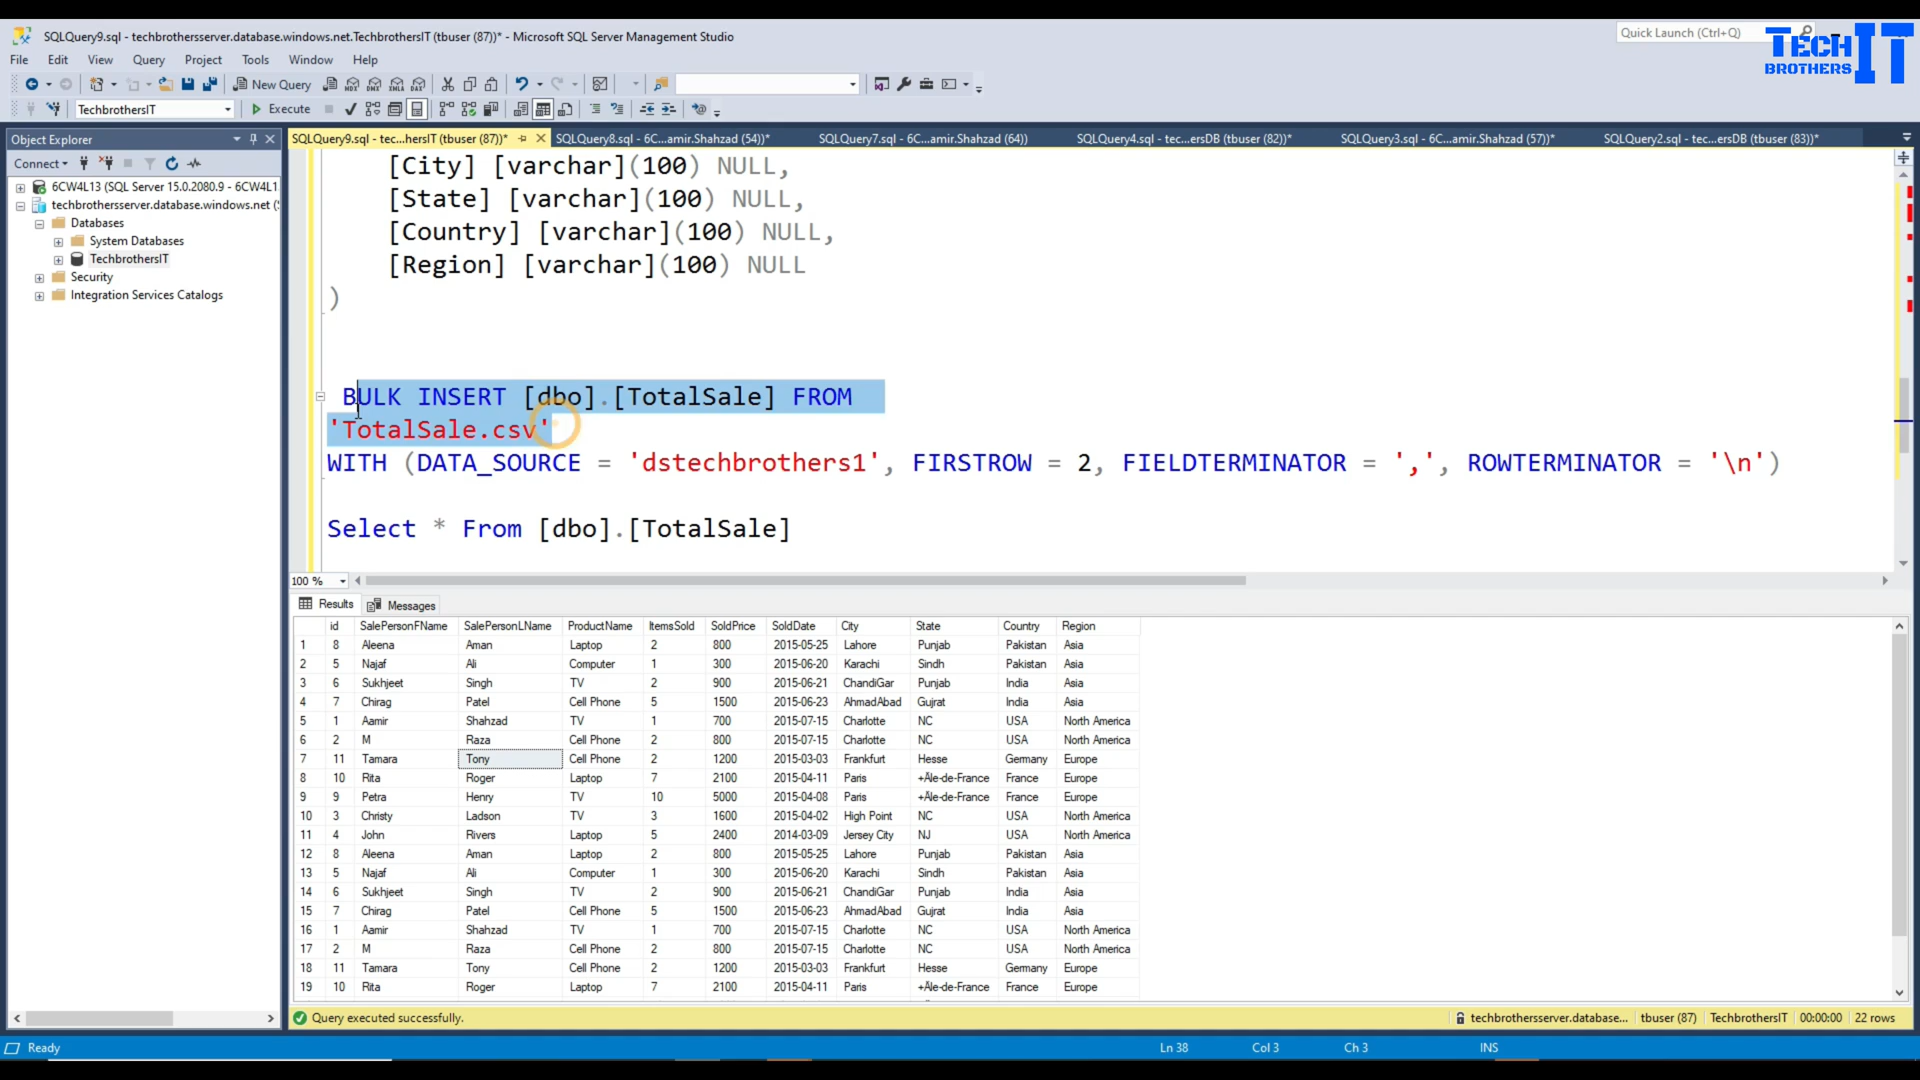 SQLQuery9.sql - techbrothersserver.database.windows.net.TechbrothersIT (tbuser (87))* - Microsoft SQL Server Management Studio
Quick Launch (Ctrl+Q)
TECH BROTHERS IT
File Edit View Query Project Tools Window Help
New Query
TechbrothersIT
Execute
Object Explorer
SQLQuery9.sql - tec...hersIT (tbuser (87))*
SQLQuery8.sql - 6C...amir.Shahzad (54))*
SQLQuery7.sql - 6C...amir.Shahzad (64))
SQLQuery4.sql - tec...ersDB (tbuser (82))*
SQLQuery3.sql - 6C...amir.Shahzad (57))*
SQLQuery2.sql - tec...ersDB (tbuser (83))*
Connect
6CW4L13 (SQL Server 15.0.2080.9 - 6CW4L1
techbrothersserver.database.windows.net (
Databases
System Databases
TechbrothersIT
Security
Integration Services Catalogs
[City] [varchar](100) NULL,
[State] [varchar](100) NULL,
[Country] [varchar](100) NULL,
[Region] [varchar](100) NULL
)
BULK INSERT [dbo].[TotalSale] FROM
'TotalSale.csv'
WITH (DATA_SOURCE = 'dstechbrothers1', FIRSTROW = 2, FIELDTERMINATOR = ',', ROWTERMINATOR = '\n')
Select * From [dbo].[TotalSale]
100 %
Results Messages
id SalePersonFName SalePersonLName ProductName ItemsSold SoldPrice SoldDate City State Country Region
1 8 Aleena Aman Laptop 2 800 2015-05-25 Lahore Punjab Pakistan Asia
2 5 Najaf Ali Computer 1 300 2015-06-20 Karachi Sindh Pakistan Asia
3 6 Sukhjeet Singh TV 2 900 2015-06-21 ChandiGar Punjab India Asia
4 7 Chirag Patel Cell Phone 5 1500 2015-06-23 AhmadAbad Gujrat India Asia
5 1 Aamir Shahzad TV 1 700 2015-07-15 Charlotte NC USA North America
6 2 M Raza Cell Phone 2 800 2015-07-15 Charlotte NC USA North America
7 11 Tamara Tony Cell Phone 2 1200 2015-03-03 Frankfurt Hesse Germany Europe
8 10 Rita Roger Laptop 7 2100 2015-04-11 Paris +Äle-de-France France Europe
9 9 Petra Henry TV 10 5000 2015-04-08 Paris +Äle-de-France France Europe
10 3 Christy Ladson TV 3 1600 2015-04-02 High Point NC USA North America
11 4 John Rivers Laptop 5 2400 2014-03-09 Jersey City NJ USA North America
12 8 Aleena Aman Laptop 2 800 2015-05-25 Lahore Punjab Pakistan Asia
13 5 Najaf Ali Computer 1 300 2015-06-20 Karachi Sindh Pakistan Asia
14 6 Sukhjeet Singh TV 2 900 2015-06-21 ChandiGar Punjab India Asia
15 7 Chirag Patel Cell Phone 5 1500 2015-06-23 AhmadAbad Gujrat India Asia
16 1 Aamir Shahzad TV 1 700 2015-07-15 Charlotte NC USA North America
17 2 M Raza Cell Phone 2 800 2015-07-15 Charlotte NC USA North America
18 11 Tamara Tony Cell Phone 2 1200 2015-03-03 Frankfurt Hesse Germany Europe
19 10 Rita Roger Laptop 7 2100 2015-04-11 Paris +Äle-de-France France Europe
Query executed successfully.
techbrothersserver.database... tbuser (87) TechbrothersIT 00:00:00 22 rows
Ready
Ln 38 Col 3 Ch 3 INS